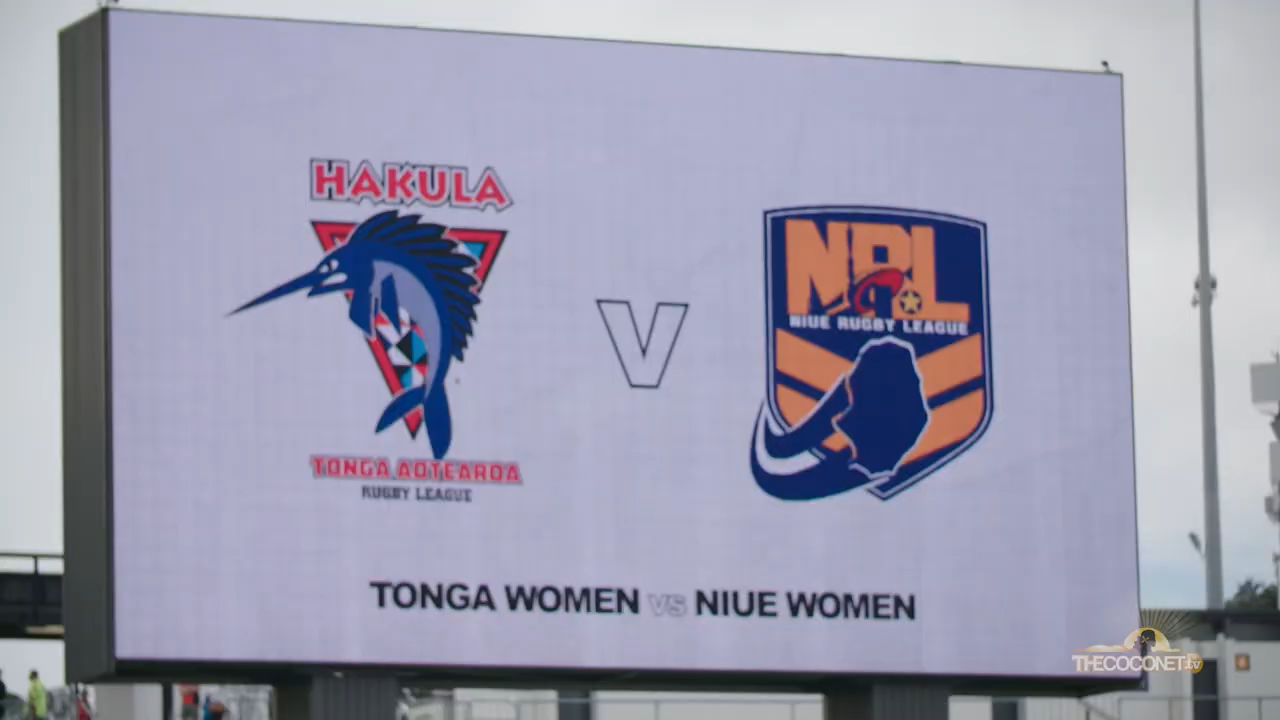 HAKULA
TONGA AOTEAROA
RUGBY LEAGUE
V
NRL
NIUE RUGBY LEAGUE
TONGA WOMEN VS NIUE WOMEN
THECOCONET.tv